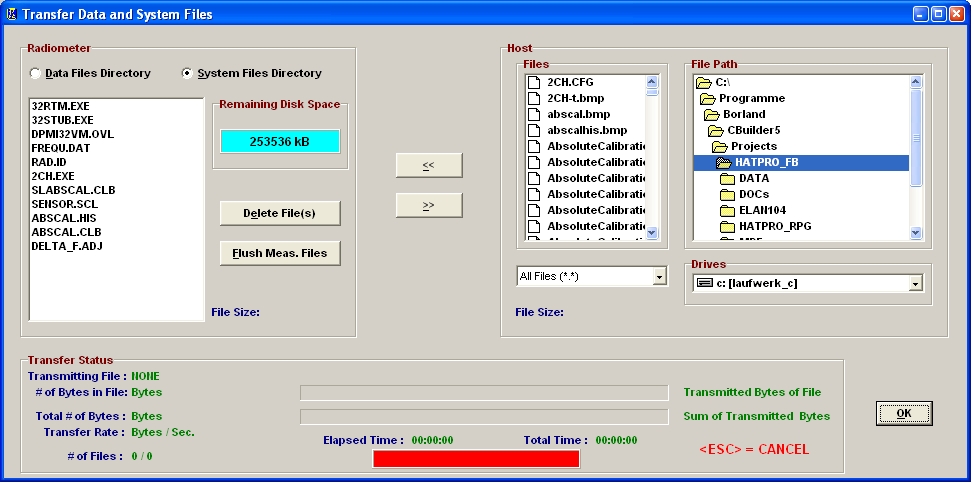 Transfer Data and System Files
Radiometer
Data Files Directory
System Files Directory
32RTM.EXE
32STUB.EXE
DPMI32VM.OVL
FREQU.DAT
RAD.ID
2CH.EXE
SLABSCAL.CLB
SENSOR.SCL
ABSCAL.HIS
ABSCAL.CLB
DELTA_F.ADJ
Remaining Disk Space
253536 kB
Delete File(s)
Flush Meas. Files
File Size:
<<
>>
Host
Files
2CH.CFG
2CH-t.bmp
abscal.bmp
abscalhis.bmp
AbsoluteCalibratio
AbsoluteCalibratio
AbsoluteCalibratio
AbsoluteCalibratio
AbsoluteCalibratio
AbsoluteCalibratio
All Files (*.*)
File Size:
File Path
C:\
Programme
Borland
CBuilder5
Projects
HATPRO_FB
DATA
DOCs
ELAN104
HATPRO_RPG
Drives
c: [laufwerk_c]
Transfer Status
Transmitting File : NONE
# of Bytes in File: Bytes
Transmitted Bytes of File
Total # of Bytes : Bytes
Sum of Transmitted Bytes
Transfer Rate : Bytes / Sec.
Elapsed Time : 00:00:00
Total Time : 00:00:00
# of Files : 0 / 0
<ESC> = CANCEL
OK